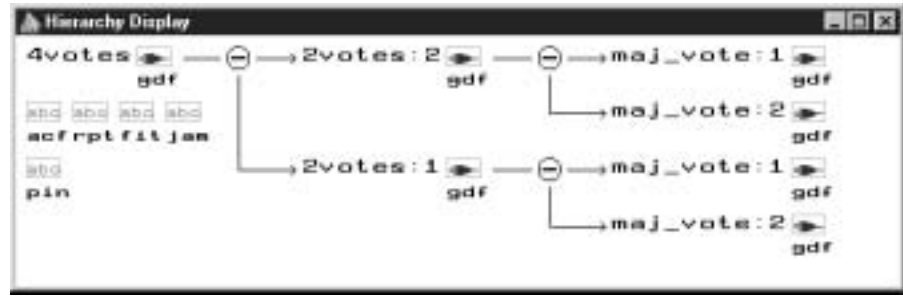 Hierarchy Display
4votes 2votes:2 maj_vote:1
gdf gdf gdf
abc abc abc abc maj_vote:2
acf rpt fit jam gdf
abc 2votes:1 maj_vote:1
pin gdf gdf
maj_vote:2
gdf